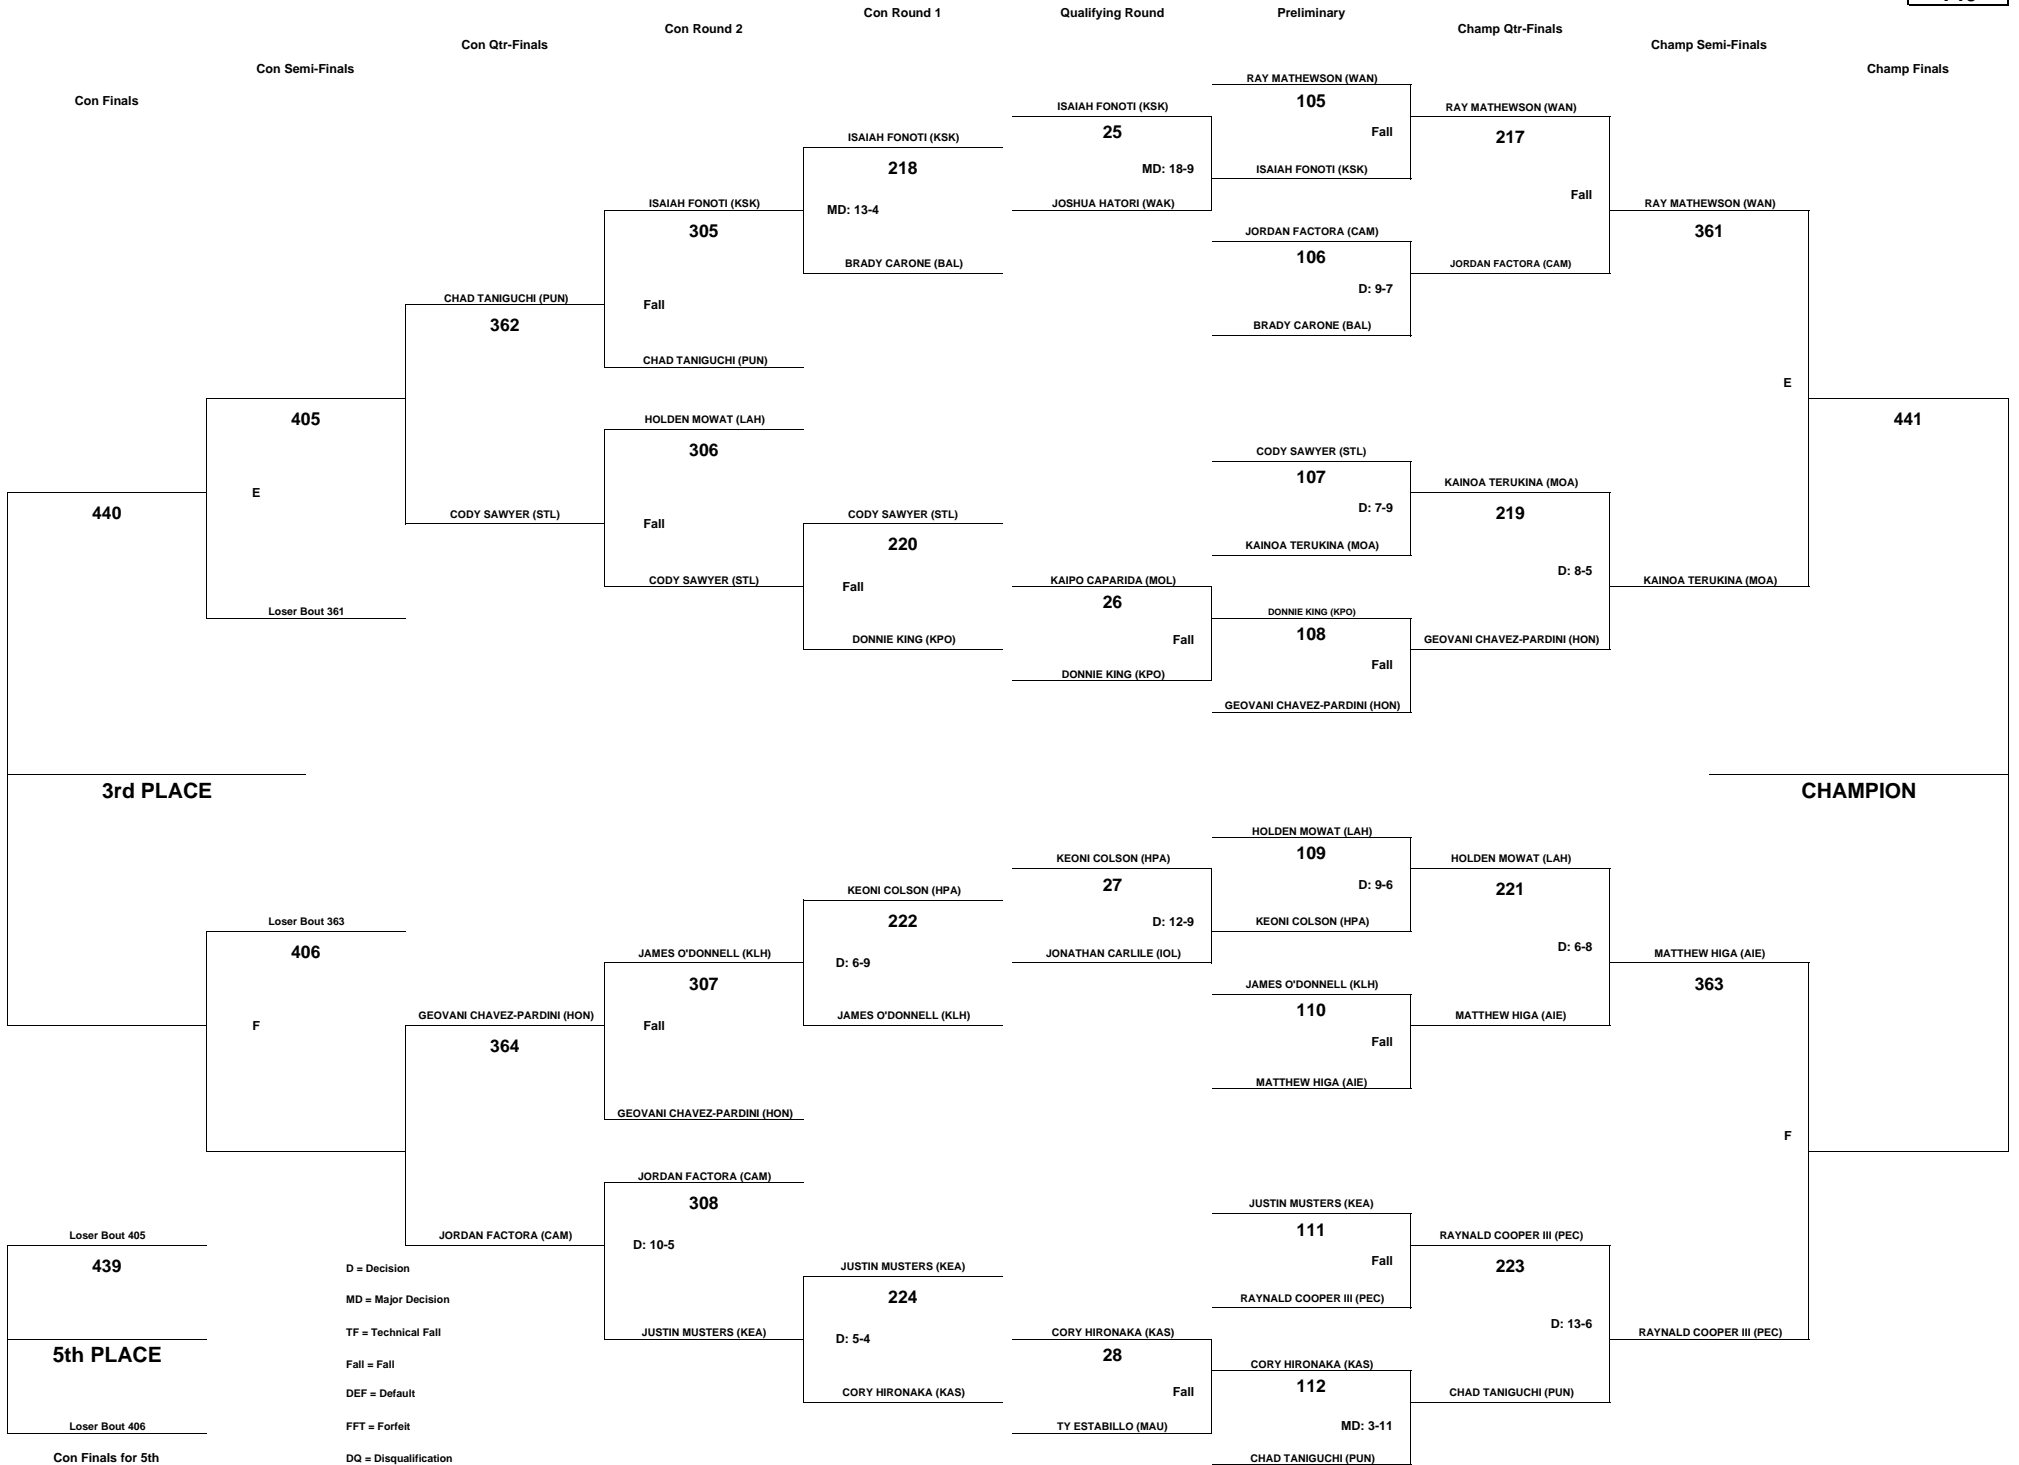 Con Round 1
Qualifying Round
Preliminary
Con Round 2
Champ Qtr-Finals
Con Qtr-Finals
Champ Semi-Finals
Con Semi-Finals
Champ Finals
Con Finals
RAY MATHEWSON (WAN)
105
Fall
ISAIAH FONOTI (KSK)
JORDAN FACTORA (CAM)
106
D: 9-7
BRADY CARONE (BAL)
CODY SAWYER (STL)
107
D: 7-9
KAINOA TERUKINA (MOA)
DONNIE KING (KPO)
108
Fall
GEOVANI CHAVEZ-PARDINI (HON)
HOLDEN MOWAT (LAH)
109
D: 9-6
KEONI COLSON (HPA)
JAMES O'DONNELL (KLH)
110
Fall
MATTHEW HIGA (AIE)
JUSTIN MUSTERS (KEA)
111
Fall
RAYNALD COOPER III (PEC)
CORY HIRONAKA (KAS)
112
MD: 3-11
CHAD TANIGUCHI (PUN)
ISAIAH FONOTI (KSK)
25
MD: 18-9
JOSHUA HATORI (WAK)
KAIPO CAPARIDA (MOL)
26
Fall
DONNIE KING (KPO)
KEONI COLSON (HPA)
27
D: 12-9
JONATHAN CARLILE (IOL)
CORY HIRONAKA (KAS)
28
Fall
TY ESTABILLO (MAU)
RAY MATHEWSON (WAN)
217
Fall
JORDAN FACTORA (CAM)
KAINOA TERUKINA (MOA)
219
D: 8-5
GEOVANI CHAVEZ-PARDINI (HON)
HOLDEN MOWAT (LAH)
221
D: 6-8
MATTHEW HIGA (AIE)
RAYNALD COOPER III (PEC)
223
D: 13-6
CHAD TANIGUCHI (PUN)
RAY MATHEWSON (WAN)
361
E
KAINOA TERUKINA (MOA)
MATTHEW HIGA (AIE)
363
F
RAYNALD COOPER III (PEC)
441
CHAMPION
ISAIAH FONOTI (KSK)
218
MD: 13-4
BRADY CARONE (BAL)
CODY SAWYER (STL)
220
Fall
DONNIE KING (KPO)
KEONI COLSON (HPA)
222
D: 6-9
JAMES O'DONNELL (KLH)
JUSTIN MUSTERS (KEA)
224
D: 5-4
CORY HIRONAKA (KAS)
ISAIAH FONOTI (KSK)
305
Fall
CHAD TANIGUCHI (PUN)
HOLDEN MOWAT (LAH)
306
Fall
CODY SAWYER (STL)
JAMES O'DONNELL (KLH)
307
Fall
GEOVANI CHAVEZ-PARDINI (HON)
JORDAN FACTORA (CAM)
308
D: 10-5
JUSTIN MUSTERS (KEA)
CHAD TANIGUCHI (PUN)
362
CODY SAWYER (STL)
GEOVANI CHAVEZ-PARDINI (HON)
364
JORDAN FACTORA (CAM)
405
E
Loser Bout 361
Loser Bout 363
406
F
440
3rd PLACE
Loser Bout 405
439
5th PLACE
Loser Bout 406
Con Finals for 5th
D = Decision
MD = Major Decision
TF = Technical Fall
Fall = Fall
DEF = Default
FFT = Forfeit
DQ = Disqualification